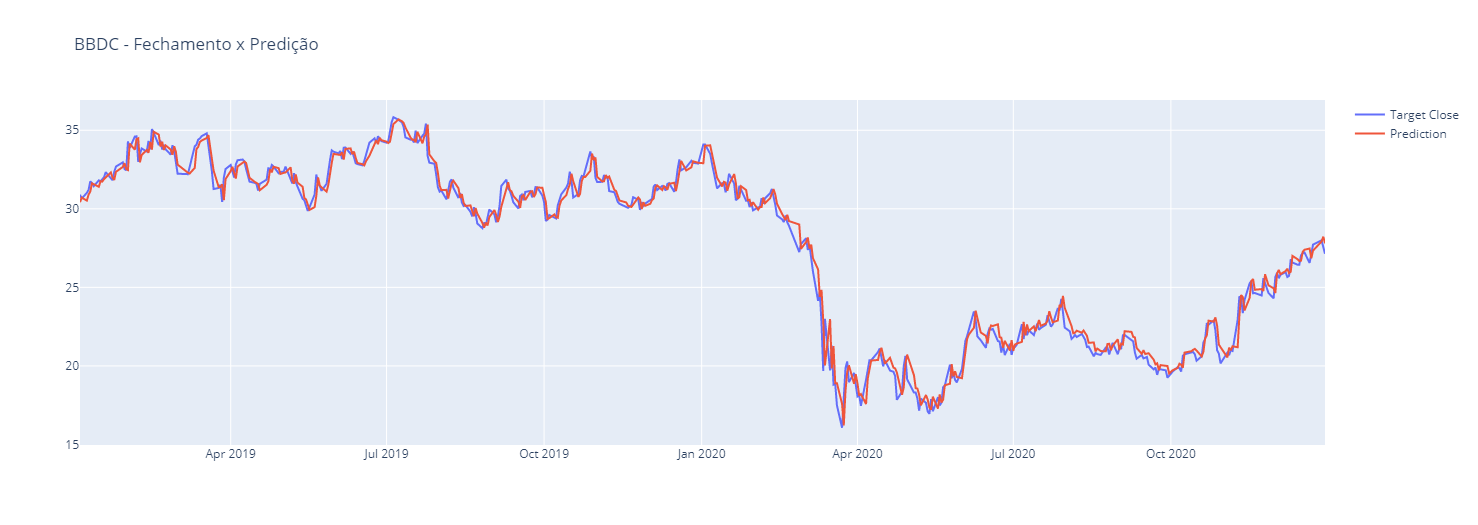 BBDC - Fechamento x Predição
Target Close
Prediction
35
30
25
20
15
Apr 2019
Jul 2019
Oct 2019
Jan 2020
Apr 2020
Jul 2020
Oct 2020